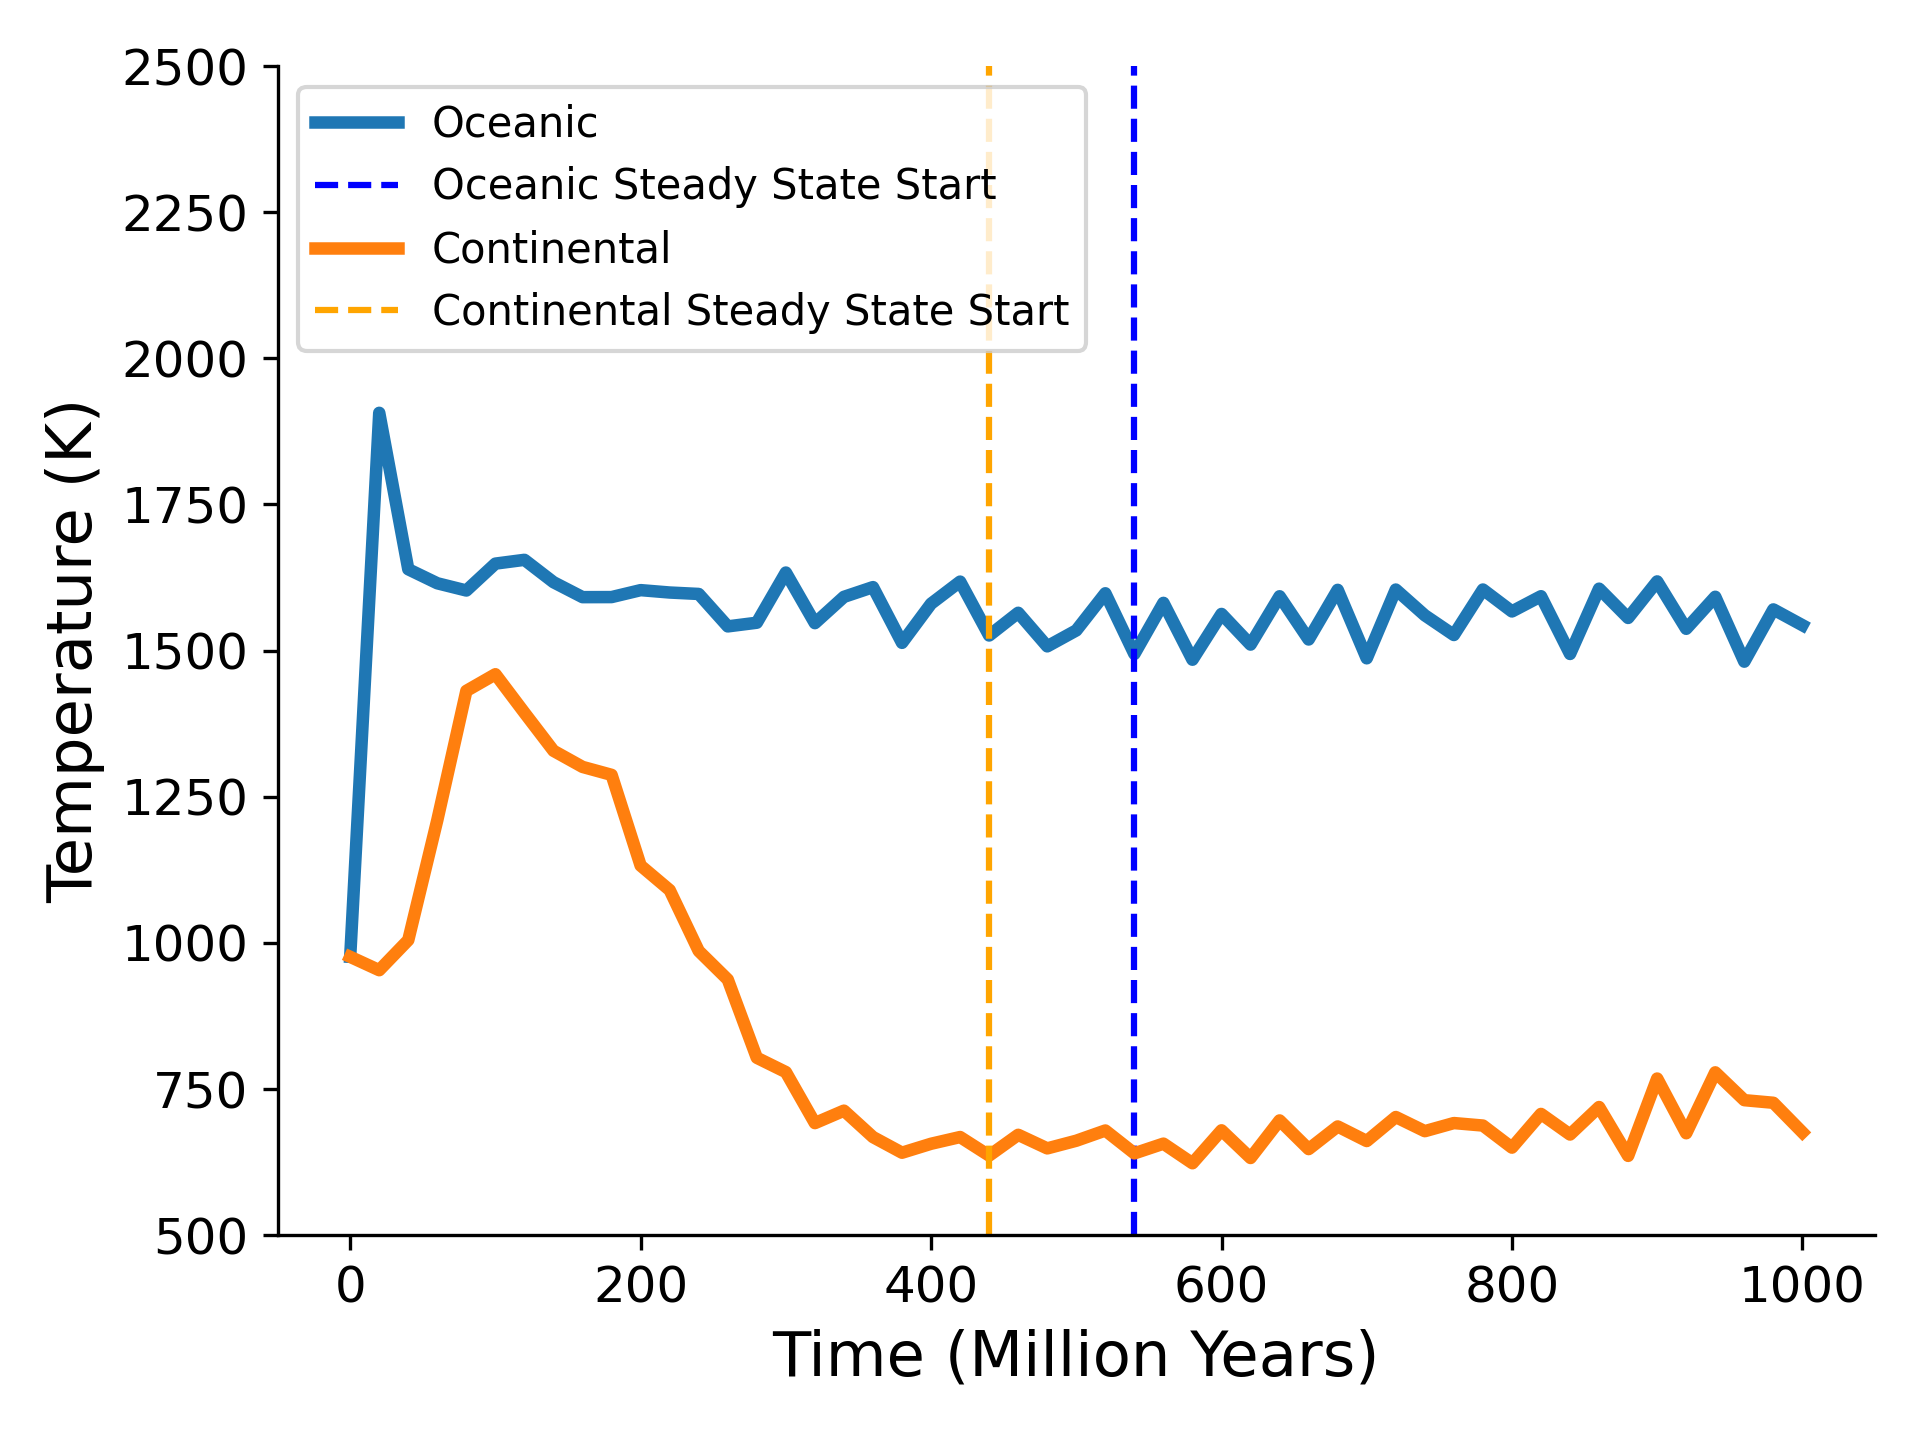 2500
2250
2000
1750
1500
1250
1000
750
500
Temperature (K)
Oceanic
Oceanic Steady State Start
Continental
Continental Steady State Start
0 200 400 600 800 1000
Time (Million Years)